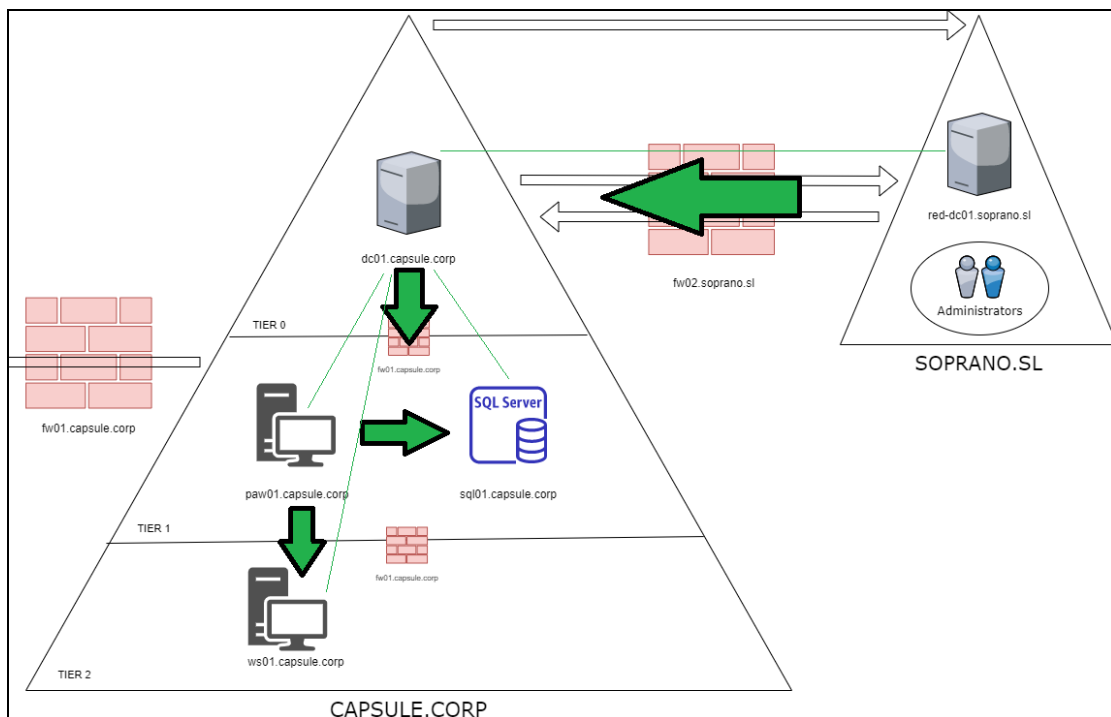 dc01.capsule.corp
red-dc01.soprano.sl
fw02.soprano.sl
Administrators
SOPRANO.SL
TIER 0
fw01.capsule.corp
fw01.capsule.corp
SQL Server
paw01.capsule.corp
sql01.capsule.corp
TIER 1
fw01.capsule.corp
ws01.capsule.corp
TIER 2
CAPSULE.CORP